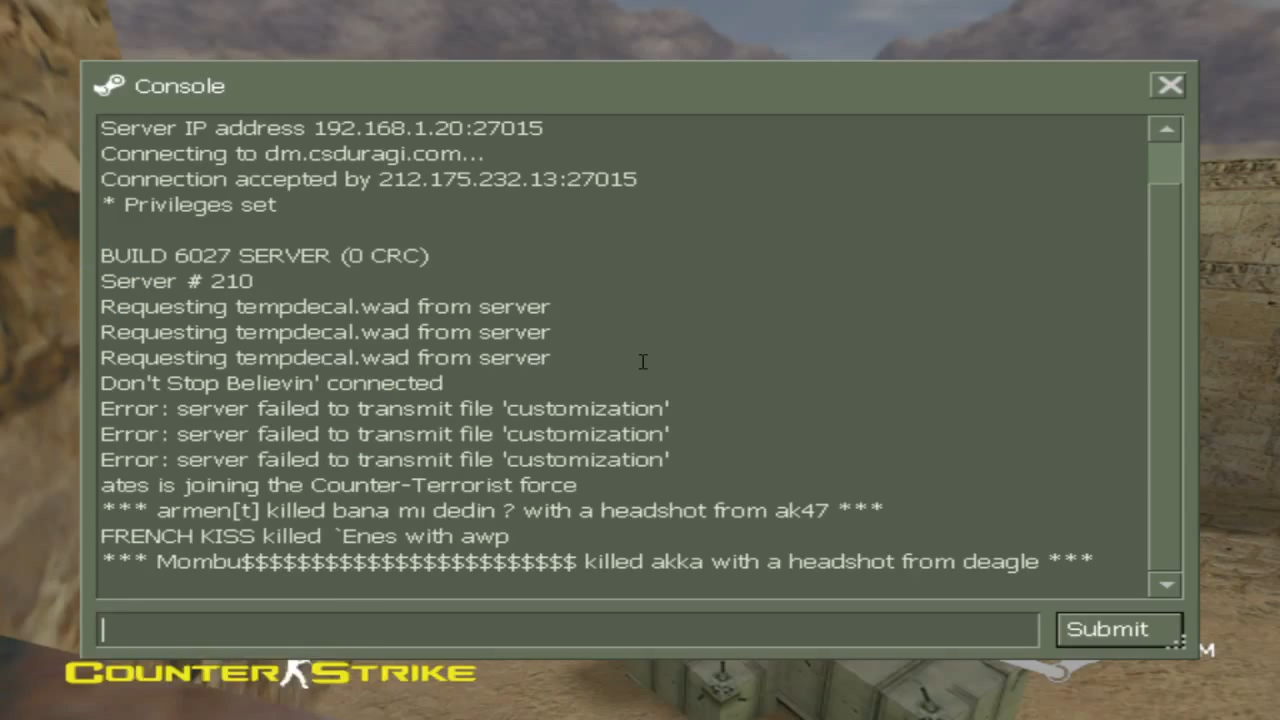 Console
Server IP address 192.168.1.20:27015
Connecting to dm.csduragi.com...
Connection accepted by 212.175.232.13:27015
* Privileges set
BUILD 6027 SERVER (0 CRC)
Server # 210
Requesting tempdecal.wad from server
Requesting tempdecal.wad from server
Requesting tempdecal.wad from server
Don't Stop Believin' connected
Error: server failed to transmit file 'customization'
Error: server failed to transmit file 'customization'
Error: server failed to transmit file 'customization'
ates is joining the Counter-Terrorist force
*** armen[t] killed bana mı dedin ? with a headshot from ak47 ***
FRENCH KISS killed `Enes with awp
*** Mombu$$$$$$$$$$$$$$$$$$$$$$$$ killed akka with a headshot from deagle ***
Submit
COUNTER STRIKE